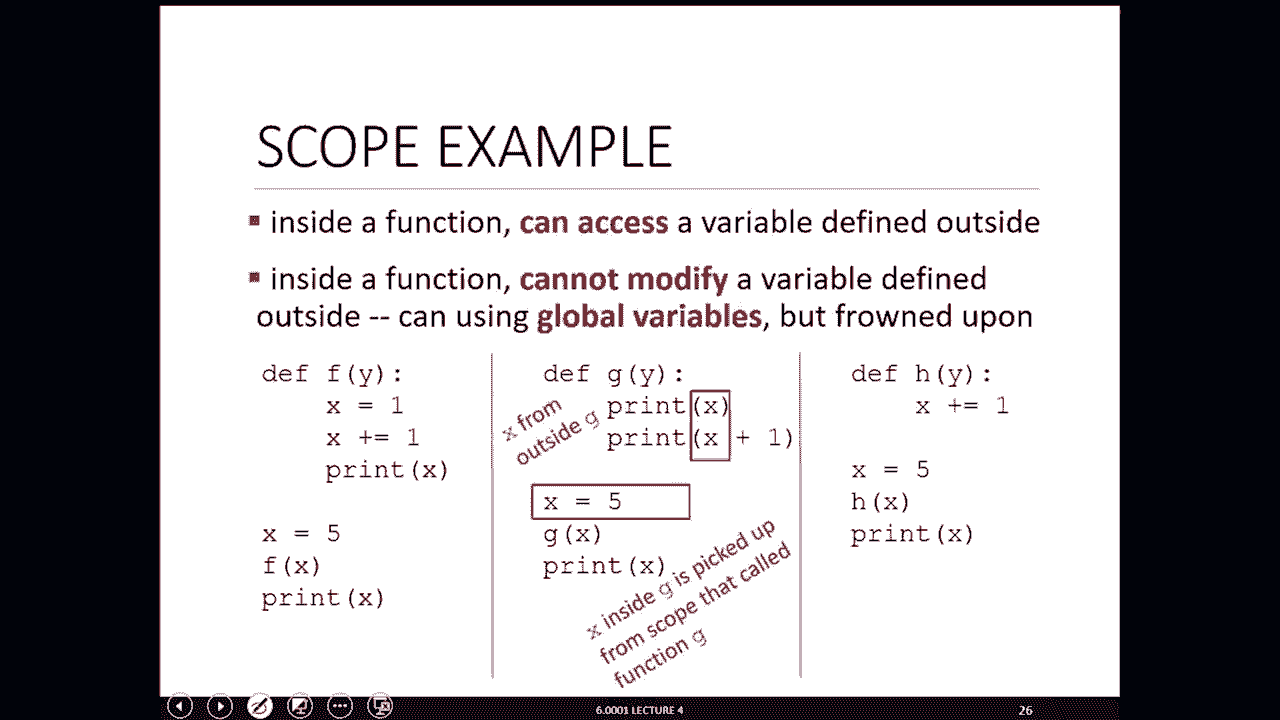 SCOPE EXAMPLE
▪ inside a function, can access a variable defined outside
▪ inside a function, cannot modify a variable defined
outside -- can using global variables, but frowned upon
def f(y):
    x = 1
    x += 1
    print(x)
x = 5
f(x)
print(x)
x from
outside g
def g(y):
    print(x)
    print(x + 1)
x = 5
g(x)
print(x)
x inside g is picked up
from scope that called
function g
def h(y):
    x += 1
x = 5
h(x)
print(x)
6.0001 LECTURE 4
26